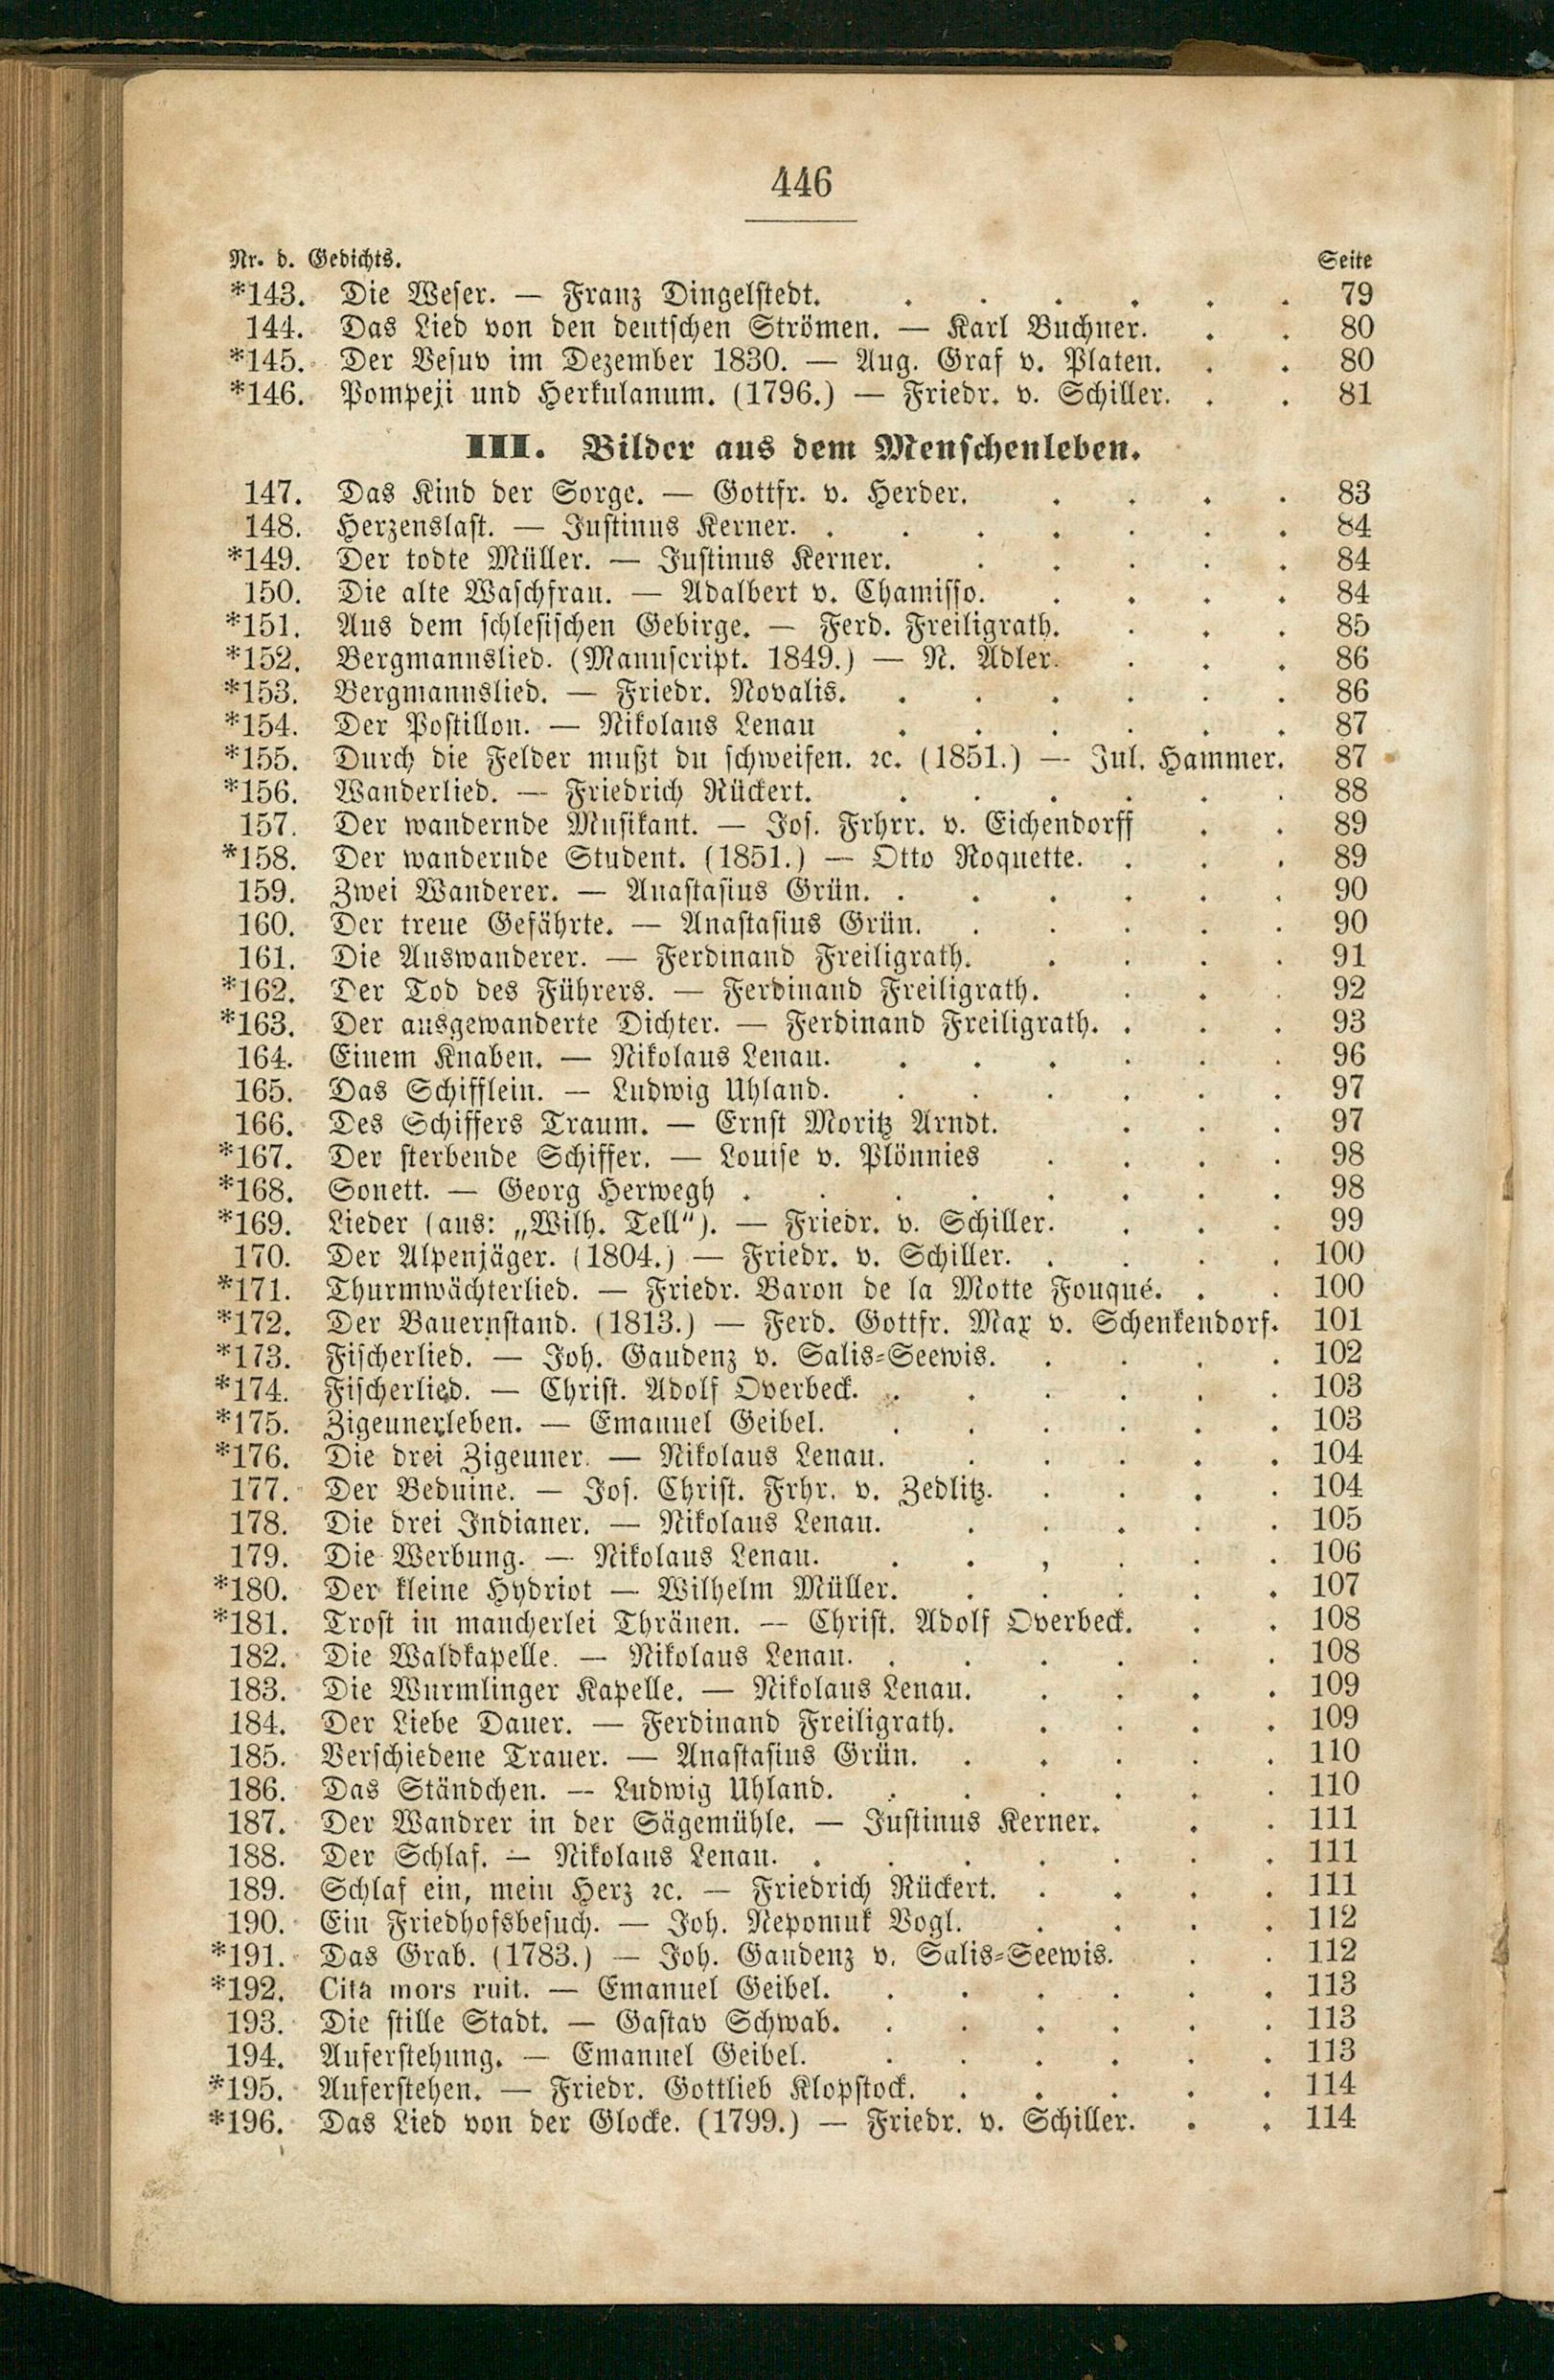 446
Nr. d. Gedichts. Seite
*143. Die Weser. — Franz Dingelstedt. . . . . . . 79
144. Das Lied von den deutschen Strömen. — Karl Buchner. . . 80
*145. Der Vesuv im Dezember 1830. — Aug. Graf v. Platen. . . 80
*146. Pompeji und Herkulanum. (1796.) — Friedr. v. Schiller. . . 81
III. Bilder aus dem Menschenleben.
147. Das Kind der Sorge. — Gottfr. v. Herder. . . . . 83
148. Herzenslast. — Justinus Kerner. . . . . . . . 84
*149. Der todte Müller. — Justinus Kerner. . . . . . 84
150. Die alte Waschfrau. — Adalbert v. Chamisso. . . . . 84
*151. Aus dem schlesischen Gebirge. — Ferd. Freiligrath. . . . 85
*152. Bergmannslied. (Manuscript. 1849.) — N. Adler. . . . 86
*153. Bergmannslied. — Friedr. Novalis. . . . . . . 86
*154. Der Postillon. — Nikolaus Lenau . . . . . . 87
*155. Durch die Felder mußt du schweifen. ꝛc. (1851.) — Jul. Hammer. 87
*156. Wanderlied. — Friedrich Rückert. . . . . . . 88
157. Der wandernde Musikant. — Jos. Frhrr. v. Eichendorff . . 89
*158. Der wandernde Student. (1851.) — Otto Roquette. . . . 89
159. Zwei Wanderer. — Anastasius Grün. . . . . . . 90
160. Der treue Gefährte. — Anastasius Grün. . . . . . 90
161. Die Auswanderer. — Ferdinand Freiligrath. . . . . 91
*162. Der Tod des Führers. — Ferdinand Freiligrath. . . . 92
*163. Der ausgewanderte Dichter. — Ferdinand Freiligrath. . . . 93
164. Einem Knaben. — Nikolaus Lenau. . . . . . . 96
165. Das Schifflein. — Ludwig Uhland. . . . . . . 97
166. Des Schiffers Traum. — Ernst Moritz Arndt. . . . 97
*167. Der sterbende Schiffer. — Louise v. Plönnies . . . . 98
*168. Sonett. — Georg Herwegh . . . . . . . . 98
*169. Lieder (aus: „Wilh. Tell“). — Friedr. v. Schiller. . . . 99
170. Der Alpenjäger. (1804.) — Friedr. v. Schiller. . . . . 100
*171. Thurmwächterlied. — Friedr. Baron de la Motte Fouqué. . . 100
*172. Der Bauernstand. (1813.) — Ferd. Gottfr. Max v. Schenkendorf. 101
*173. Fischerlied. — Joh. Gaudenz v. Salis-Seewis. . . . . 102
*174. Fischerlied. — Christ. Adolf Overbeck. . . . . . . 103
*175. Zigeunerleben. — Emanuel Geibel. . . . . . . 103
*176. Die drei Zigeuner. — Nikolaus Lenau. . . . . . 104
177. Der Beduine. — Jos. Christ. Frhr. v. Zedlitz. . . . . 104
178. Die drei Indianer. — Nikolaus Lenau. . . . . . 105
179. Die Werbung. — Nikolaus Lenau. . . , . . . 106
*180. Der kleine Hydriot — Wilhelm Müller. . . . . . 107
*181. Trost in mancherlei Thränen. — Christ. Adolf Overbeck. . . 108
182. Die Waldkapelle. — Nikolaus Lenau. . . . . . . 108
183. Die Wurmlinger Kapelle. — Nikolaus Lenau. . . . . 109
184. Der Liebe Dauer. — Ferdinand Freiligrath. . . . . 109
185. Verschiedene Trauer. — Anastasius Grün. . . . . . 110
186. Das Ständchen. — Ludwig Uhland. . . . . . . 110
187. Der Wandrer in der Sägemühle. — Justinus Kerner. . . 111
188. Der Schlaf. — Nikolaus Lenau. . . . . . . . 111
189. Schlaf ein, mein Herz ꝛc. — Friedrich Rückert. . . . . 111
190. Ein Friedhofsbesuch. — Joh. Nepomuk Vogl. . . . . 112
*191. Das Grab. (1783.) — Joh. Gaudenz v. Salis-Seewis. . . 112
*192. Cita mors ruit. — Emanuel Geibel. . . . . . . 113
193. Die stille Stadt. — Gastav Schwab. . . . . . . 113
194. Auferstehung. — Emanuel Geibel. . . . . . . 113
*195. Auferstehen. — Friedr. Gottlieb Klopstock. . . . . . 114
*196. Das Lied von der Glocke. (1799.) — Friedr. v. Schiller. . . 114